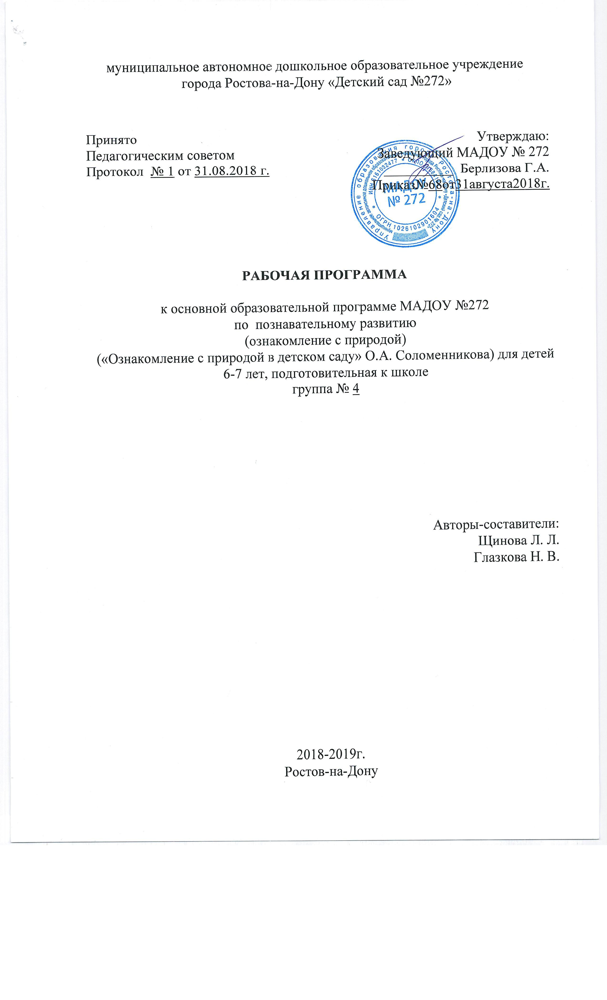 муниципальное автономное дошкольное образовательное учреждение
города Ростова-на-Дону «Детский сад №272»
Принято
Педагогическим советом
Протокол № 1 от 31.08.2018 г.
Утверждаю:
Заведующий МАДОУ № 272
Берлизова Г.А.
Приказ№68от31августа2018г.
Управление образования города Ростова-на-Дону
муниципальное автономное дошкольное образовательное учреждение города Ростова-на-Дону «Детский сад № 272»
ИНН 6161032477 * ОКПО
* ОГРН 1026102901604 *
МАДОУ
№ 272
РАБОЧАЯ ПРОГРАММА
к основной образовательной программе МАДОУ №272
по познавательному развитию
(ознакомление с природой)
(«Ознакомление с природой в детском саду» О.А. Соломенникова) для детей
6-7 лет, подготовительная к школе
группа № 4
Авторы-составители:
Щинова Л. Л.
Глазкова Н. В.
2018-2019г.
Ростов-на-Дону